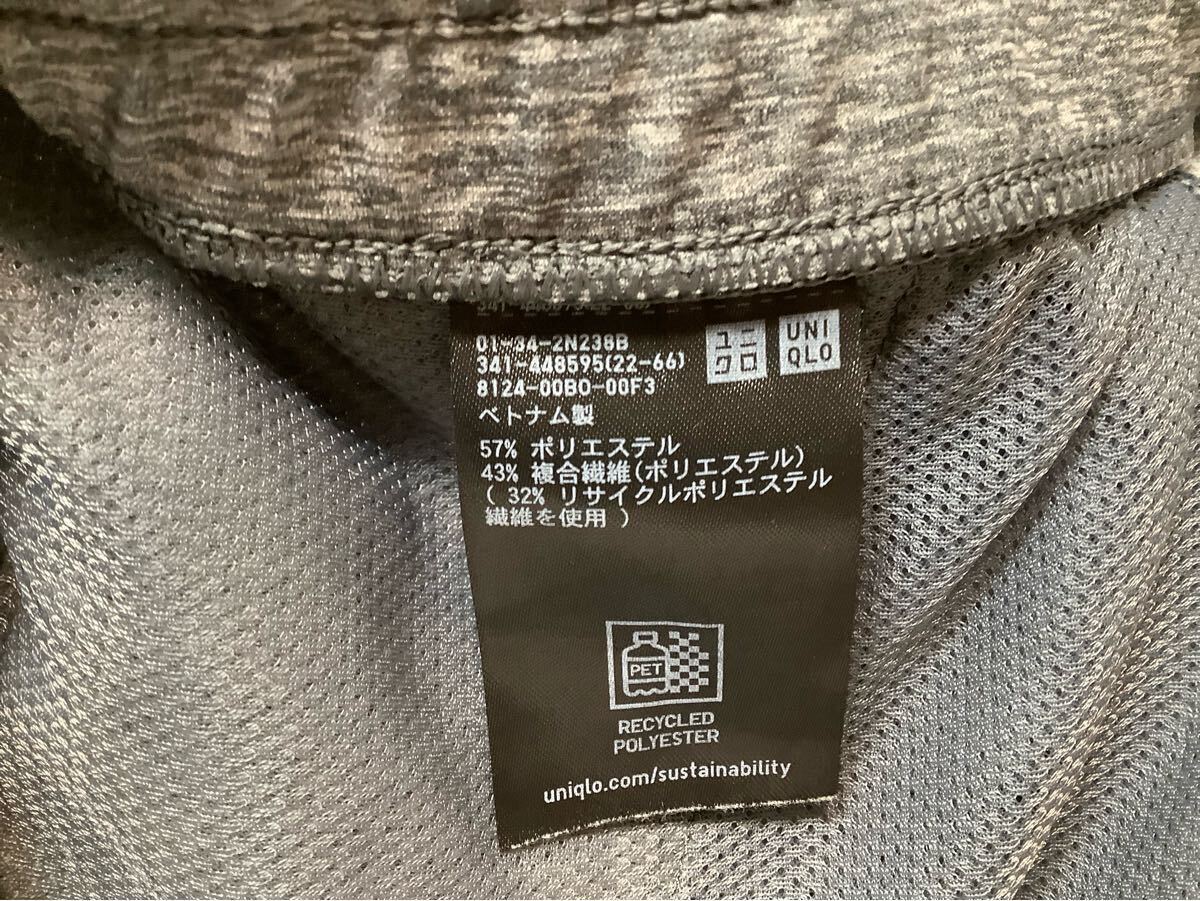 01-34-2N238B
341-448595(22-66)
8124-00BO-00F3
ユニ
クロ
UNI
QLO
ベトナム製
57% ポリエステル
43% 複合繊維(ポリエステル)
( 32% リサイクルポリエステル
繊維を使用 )
PET
RECYCLED
POLYESTER
uniqlo.com/sustainability